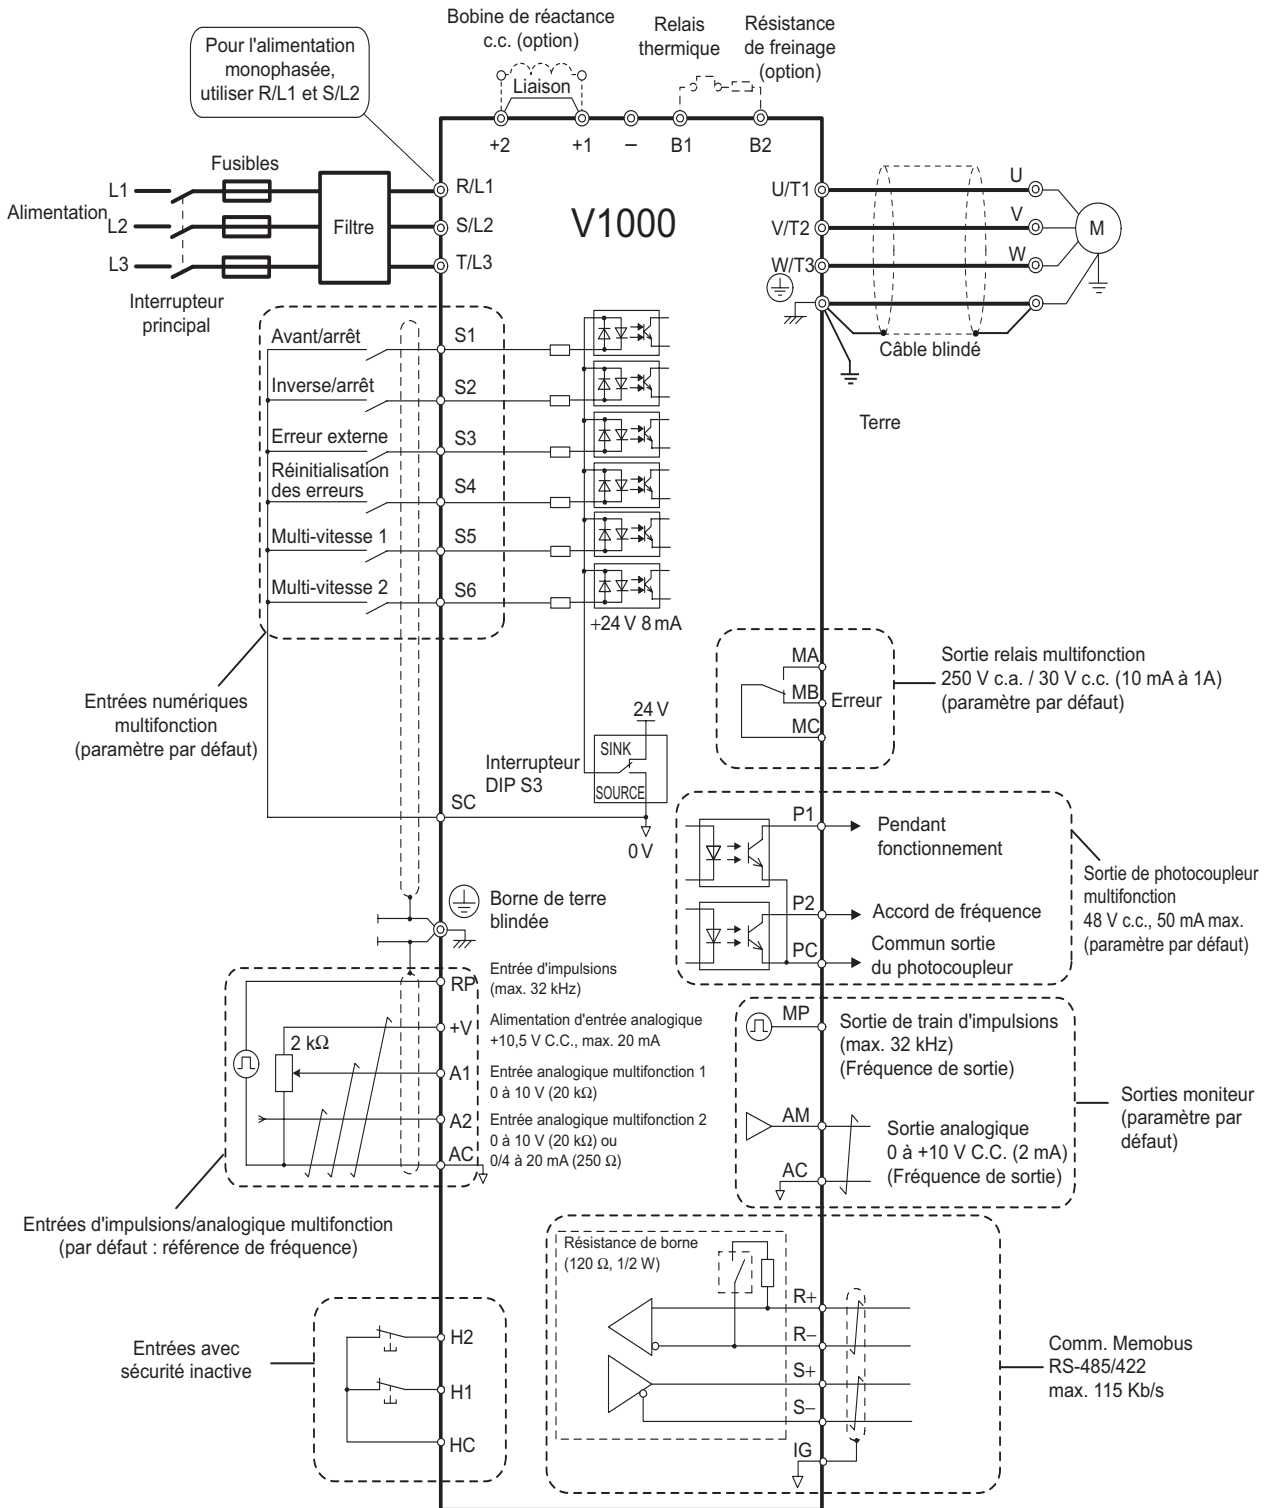 Bobine de réactance
c.c. (option)
Relais
thermique
Résistance
de freinage
(option)
Pour l'alimentation
monophasée,
utiliser R/L1 et S/L2
Liaison
+2
+1
–
B1
B2
Fusibles
Alimentation
L1
L2
L3
Filtre
Interrupteur
principal
R/L1
S/L2
T/L3
V1000
U/T1
V/T2
W/T3
U
V
W
M
Câble blindé
Terre
Avant/arrêt
S1
Inverse/arrêt
S2
Erreur externe
S3
Réinitialisation
des erreurs
S4
Multi-vitesse 1
S5
Multi-vitesse 2
S6
+24 V 8 mA
Entrées numériques
multifonction
(paramètre par défaut)
24 V
SINK
SOURCE
Interrupteur
DIP S3
SC
0 V
MA
MB
MC
Erreur
Sortie relais multifonction
250 V c.a. / 30 V c.c. (10 mA à 1A)
(paramètre par défaut)
P1
Pendant
fonctionnement
P2
Accord de fréquence
PC
Commun sortie
du photocoupleur
Sortie de photocoupleur
multifonction
48 V c.c., 50 mA max.
(paramètre par défaut)
Borne de terre
blindée
RP
Entrée d'impulsions
(max. 32 kHz)
+V
Alimentation d'entrée analogique
+10,5 V C.C., max. 20 mA
2 kΩ
A1
Entrée analogique multifonction 1
0 à 10 V (20 kΩ)
A2
Entrée analogique multifonction 2
0 à 10 V (20 kΩ) ou
0/4 à 20 mA (250 Ω)
AC
Entrées d'impulsions/analogique multifonction
(par défaut : référence de fréquence)
MP
Sortie de train d'impulsions
(max. 32 kHz)
(Fréquence de sortie)
AM
Sortie analogique
0 à +10 V C.C. (2 mA)
(Fréquence de sortie)
AC
Sorties moniteur
(paramètre par
défaut)
Résistance de borne
(120 Ω, 1/2 W)
R+
R–
S+
S–
IG
Comm. Memobus
RS-485/422
max. 115 Kb/s
Entrées avec
sécurité inactive
H2
H1
HC